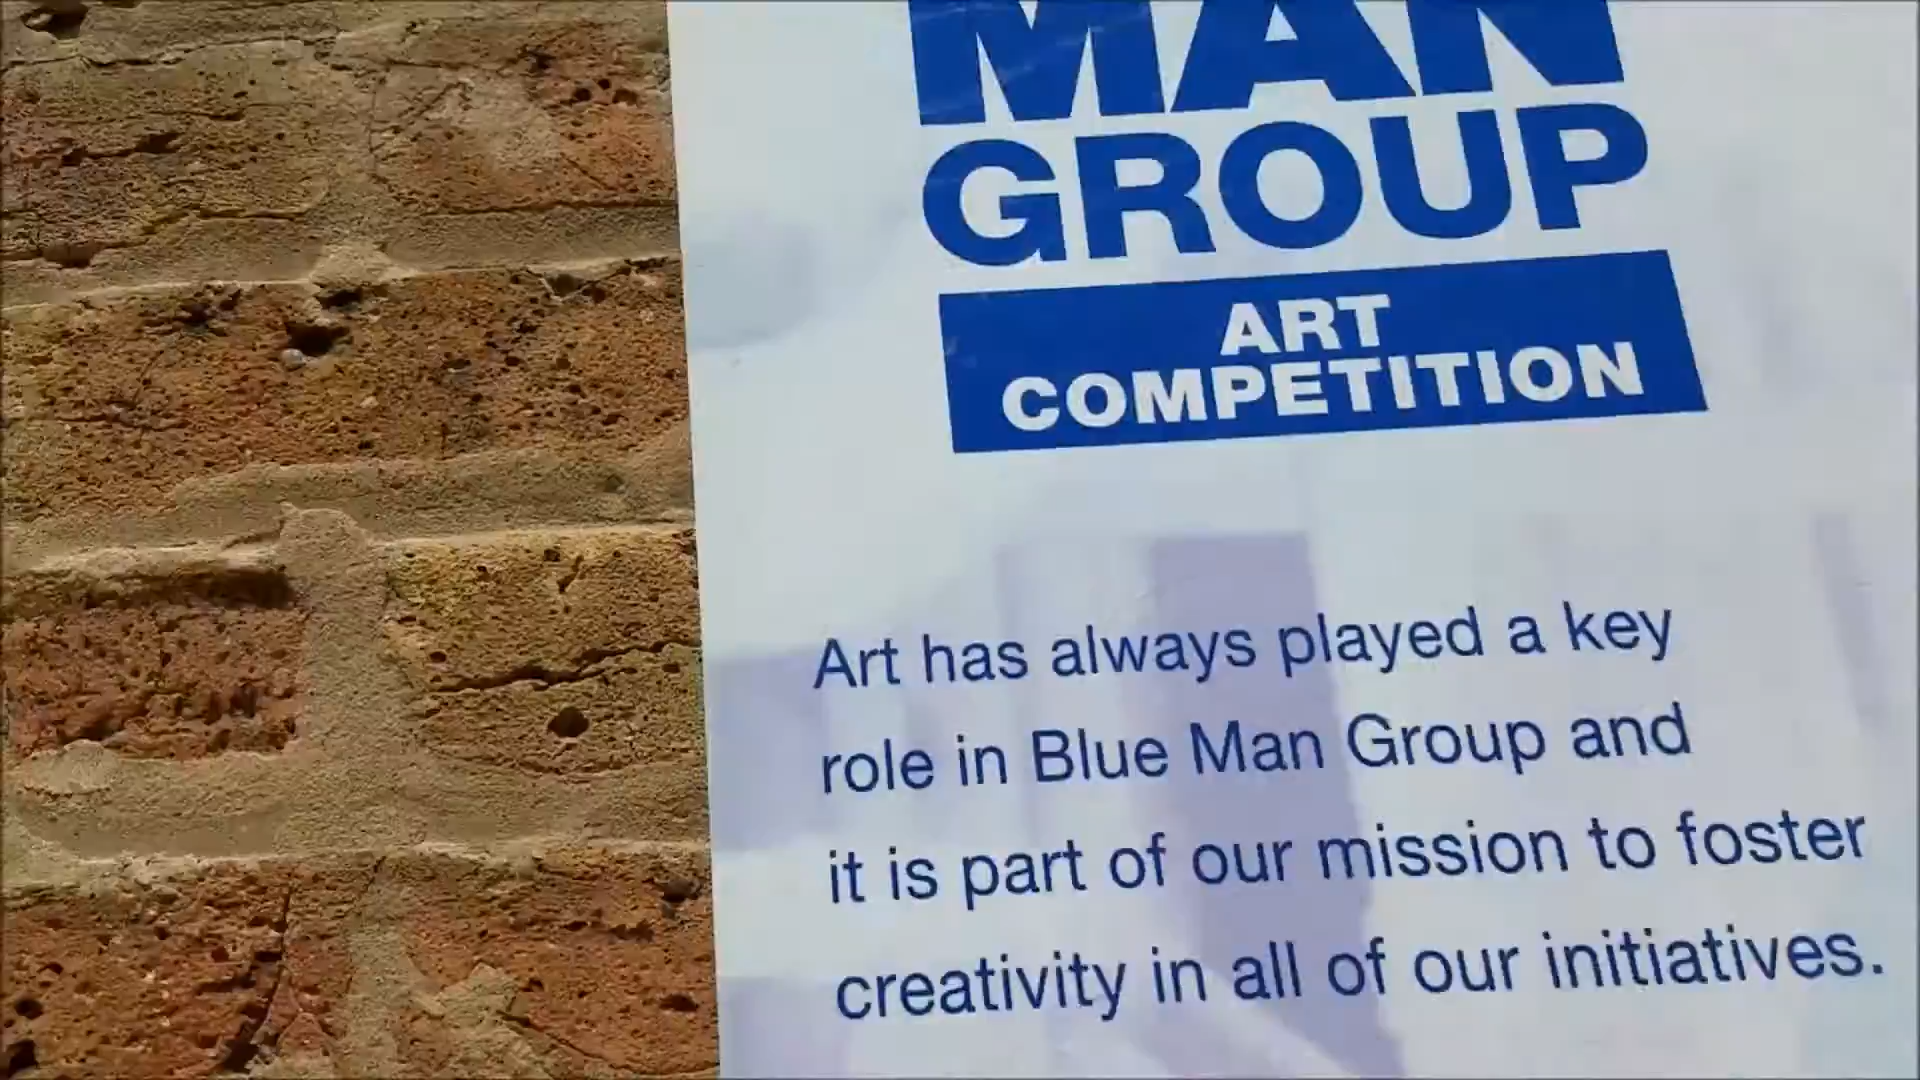 MAN
GROUP
ART
COMPETITION
Art has always played a key
role in Blue Man Group and
it is part of our mission to foster
creativity in all of our initiatives.